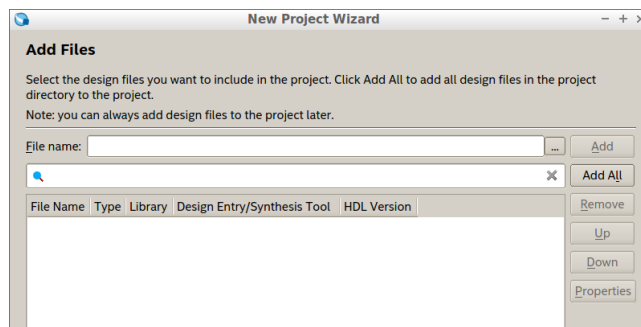 New Project Wizard
Add Files
Select the design files you want to include in the project. Click Add All to add all design files in the project
directory to the project.
Note: you can always add design files to the project later.
File name: ... Add
Add All
File Name Type Library Design Entry/Synthesis Tool HDL Version Remove
Up
Down
Properties